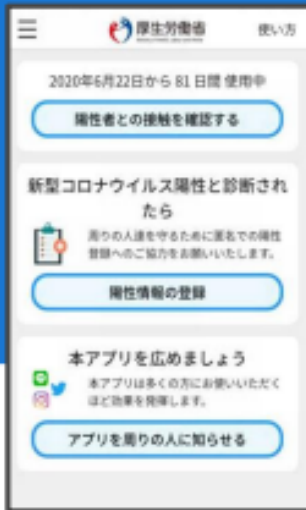 厚生労働省
使い方
2020年6月22日から 81 日間 使用中
陽性者との接触を確認する
新型コロナウイルス陽性と診断され
たら
周りの人達を守るために匿名での陽性
登録へのご協力をお願いいたします。
陽性情報の登録
本アプリを広めましょう
本アプリは多くの方にお使いいただく
ほど効果を発揮します。
アプリを周りの人に知らせる